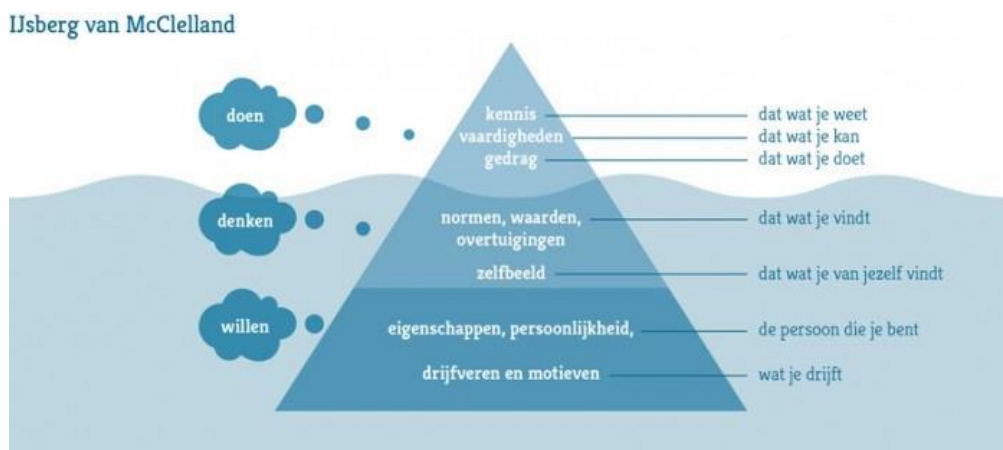 IJsberg van McClelland
doen
kennis
dat wat je weet
vaardigheden
dat wat je kan
gedrag
dat wat je doet
denken
normen, waarden,
overtuigingen
dat wat je vindt
zelfbeeld
dat wat je van jezelf vindt
willen
eigenschappen, persoonlijkheid,
de persoon die je bent
drijfveren en motieven
wat je drijft